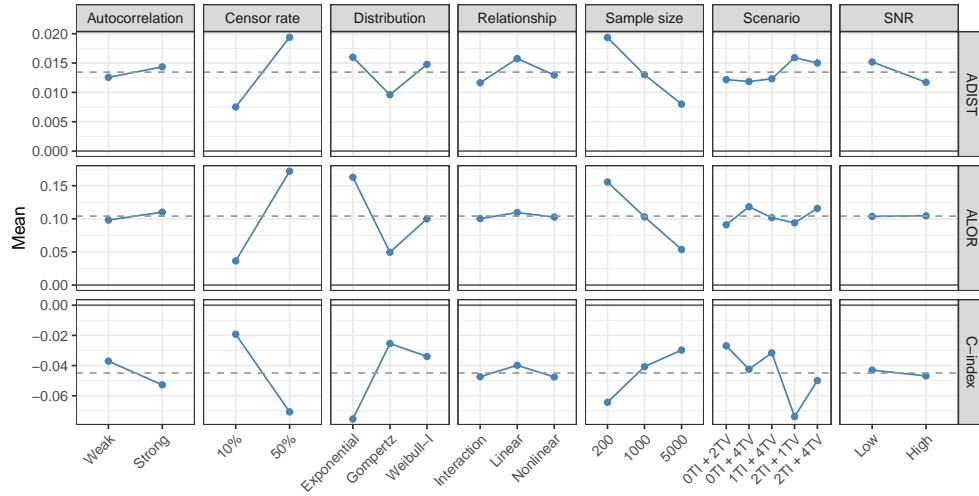 Autocorrelation Censor rate Distribution Relationship Sample size Scenario SNR
0.020
0.015
0.010
0.005
0.000
ADIST
0.15
0.10
0.05
0.00
ALOR
0.00
−0.02
−0.04
−0.06
C−index
Mean
Weak Strong 10% 50% Exponential Gompertz Weibull−I Interaction Linear Nonlinear 200 1000 5000 0TI + 2TV 0TI + 4TV 1TI + 4TV 2TI + 1TV 2TI + 4TV Low High